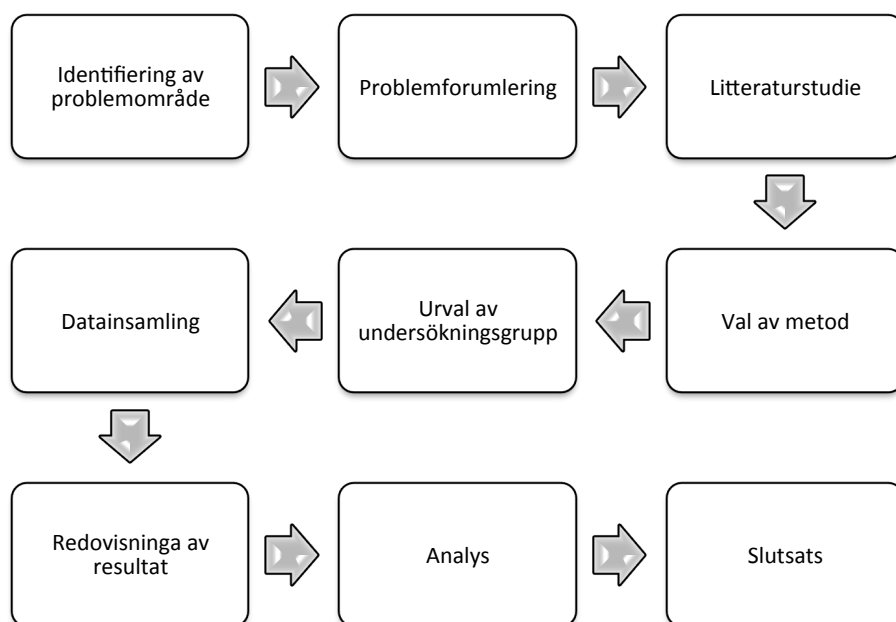 Identifiering av
problemområde
Problemforumlering
Litteraturstudie
Val av metod
Urval av
undersökningsgrupp
Datainsamling
Redovisninga av
resultat
Analys
Slutsats